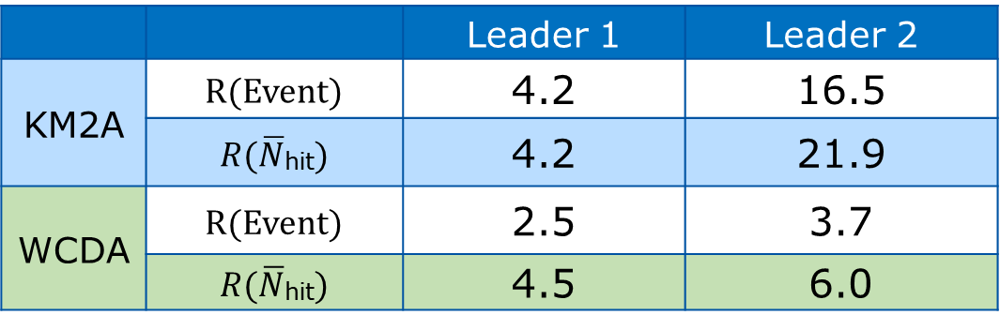 Leader 1 Leader 2
KM2A R(Event) 4.2 16.5
R(N̅hit) 4.2 21.9
WCDA R(Event) 2.5 3.7
R(N̅hit) 4.5 6.0